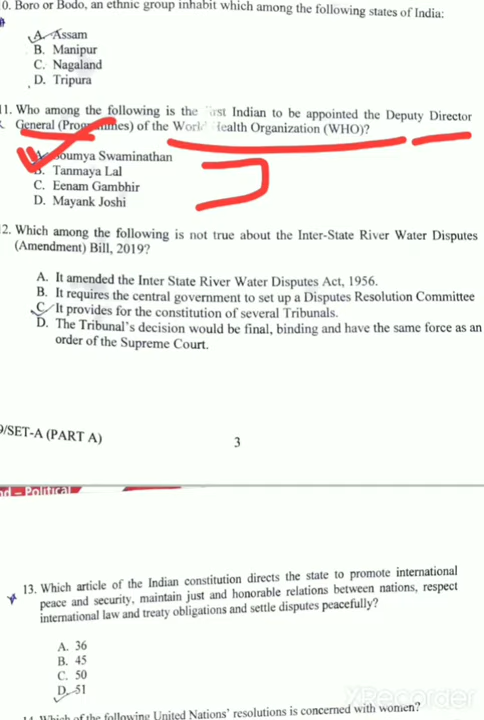 0. Boro or Bodo, an ethnic group inhabit which among the following states of India:
A. Assam
B. Manipur
C. Nagaland
D. Tripura
11. Who among the following is the first Indian to be appointed the Deputy Director
General (Programmes) of the World Health Organization (WHO)?
A. Soumya Swaminathan
B. Tanmaya Lal
C. Eenam Gambhir
D. Mayank Joshi
2. Which among the following is not true about the Inter-State River Water Disputes
(Amendment) Bill, 2019?
A. It amended the Inter State River Water Disputes Act, 1956.
B. It requires the central government to set up a Disputes Resolution Committee
C. It provides for the constitution of several Tribunals.
D. The Tribunal's decision would be final, binding and have the same force as an
order of the Supreme Court.
9/SET-A (PART A)
3
nd – Political
13. Which article of the Indian constitution directs the state to promote international
peace and security, maintain just and honorable relations between nations, respect
international law and treaty obligations and settle disputes peacefully?
A. 36
B. 45
C. 50
D. 51
XRecorder
14. Which of the following United Nations' resolutions is concerned with women?